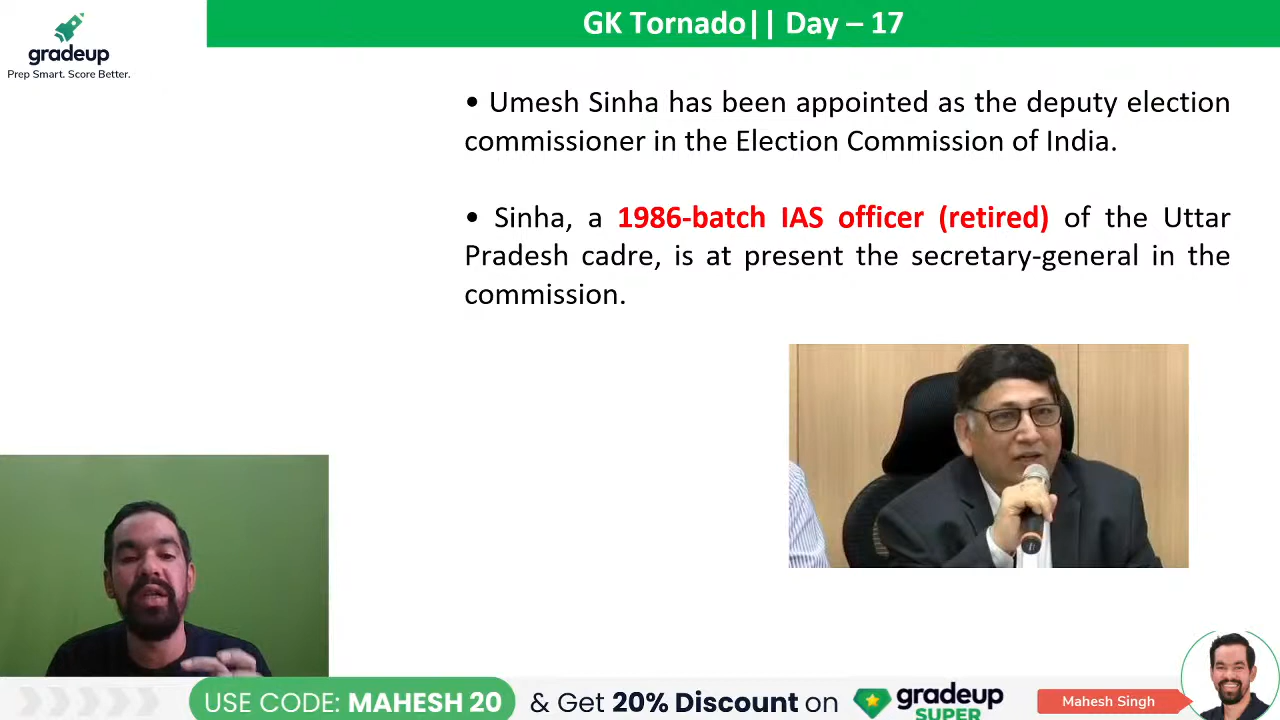 GK Tornado|| Day – 17
gradeup
Prep Smart. Score Better.
• Umesh Sinha has been appointed as the deputy election
commissioner in the Election Commission of India.
• Sinha, a 1986-batch IAS officer (retired) of the Uttar
Pradesh cadre, is at present the secretary-general in the
commission.
USE CODE: MAHESH 20 & Get 20% Discount on gradeup
SUPER
Mahesh Singh